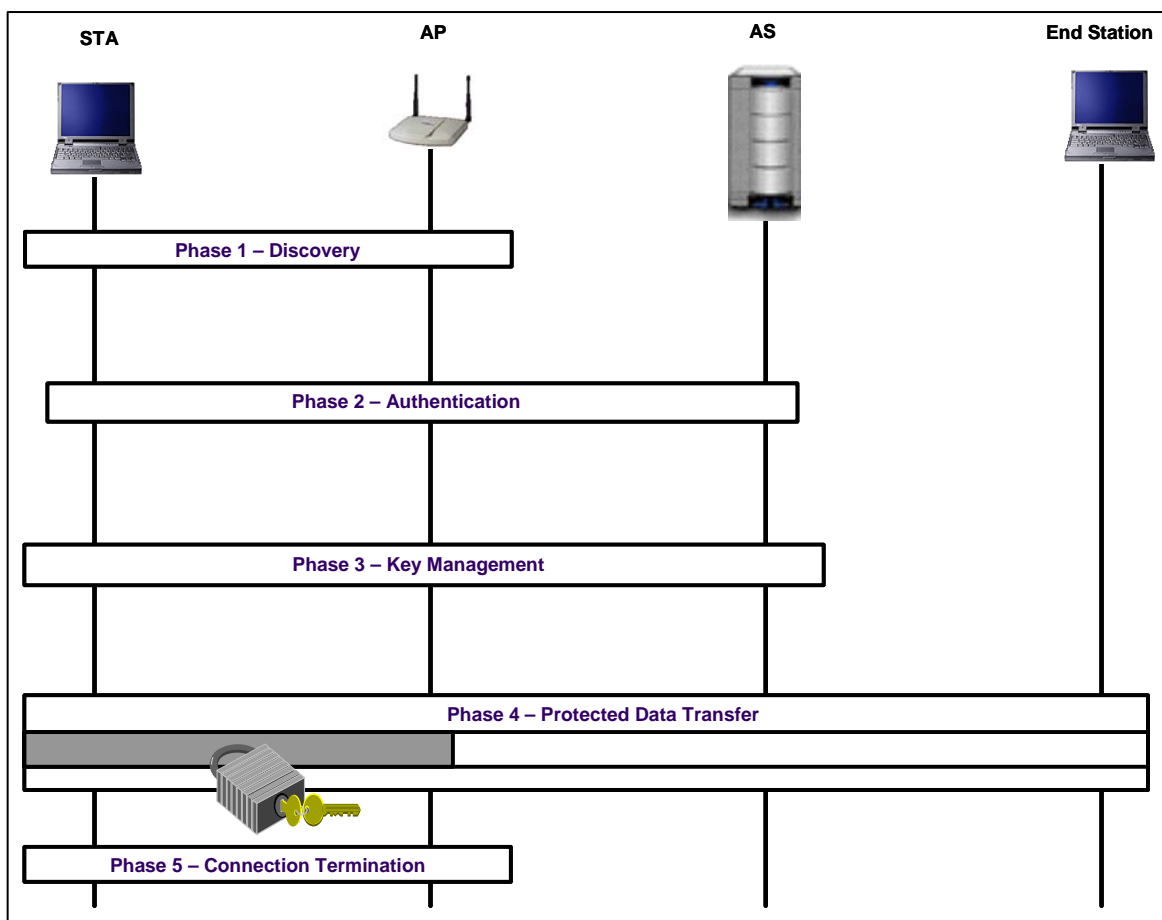 STA
AP
AS
End Station
Phase 1 – Discovery
Phase 2 – Authentication
Phase 3 – Key Management
Phase 4 – Protected Data Transfer
Phase 5 – Connection Termination